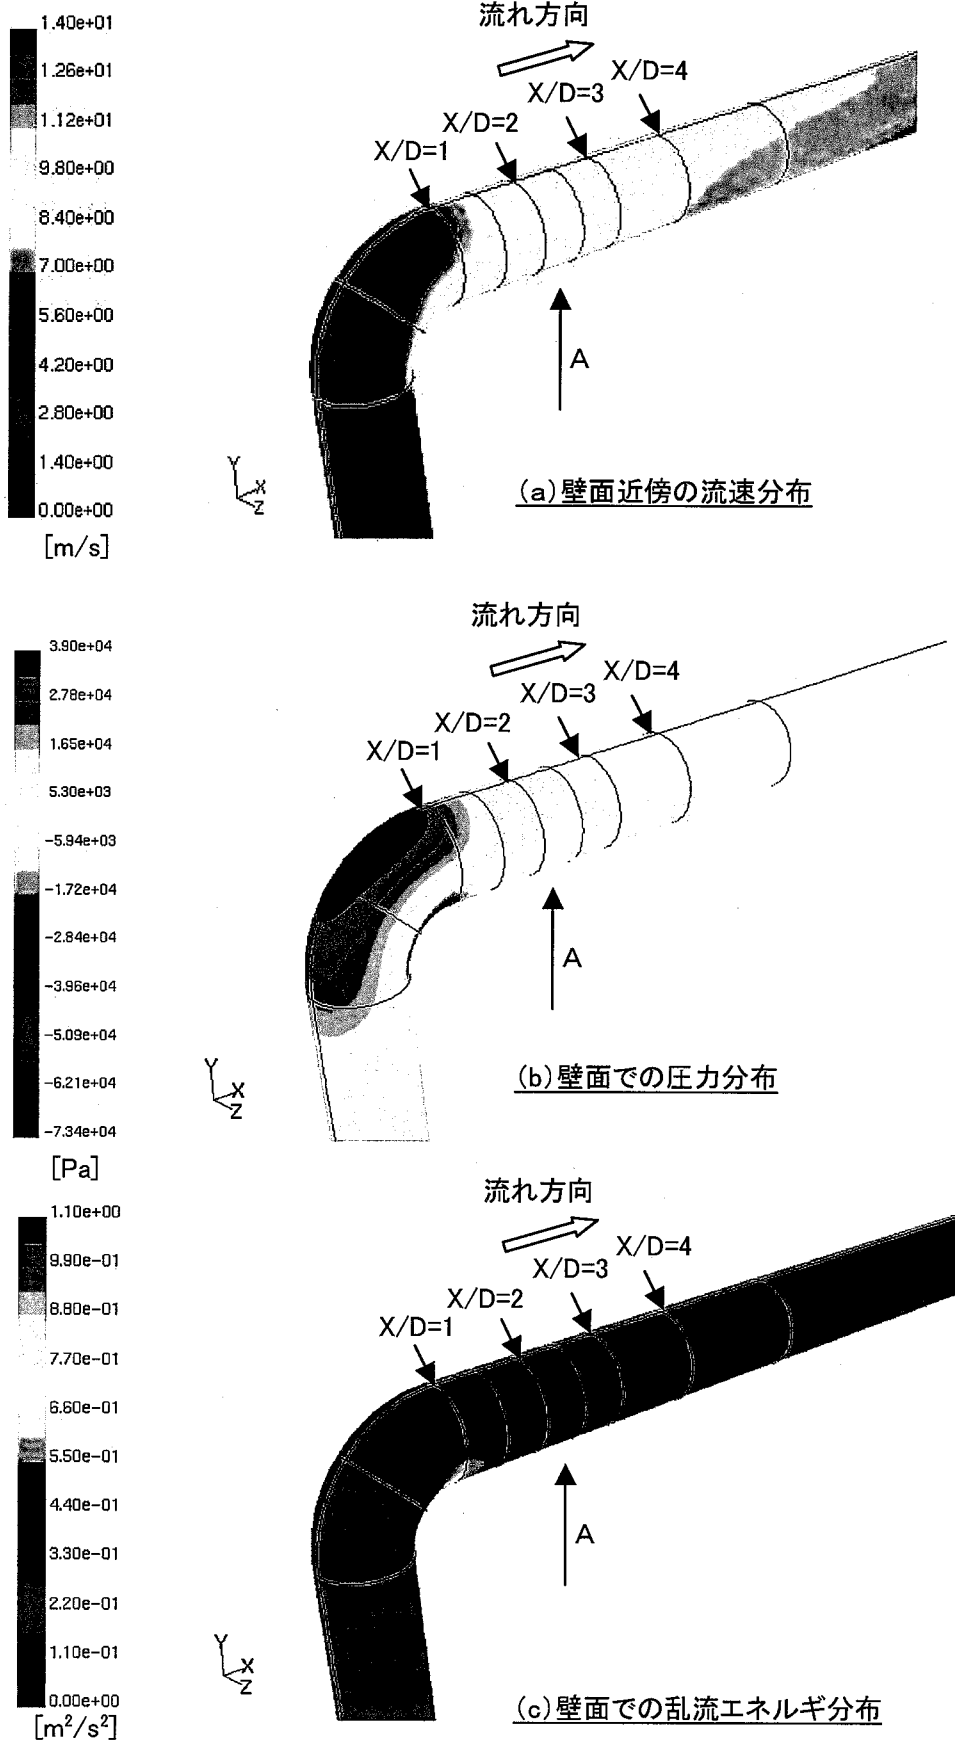 流れ方向
1.40e+01
1.26e+01
1.12e+01
9.80e+00
8.40e+00
7.00e+00
5.60e+00
4.20e+00
2.80e+00
1.40e+00
0.00e+00
[m/s]
X/D=1
X/D=2
X/D=3
X/D=4
A
Y
X
Z
(a)壁面近傍の流速分布
流れ方向
3.90e+04
2.78e+04
1.65e+04
5.30e+03
-5.94e+03
-1.72e+04
-2.84e+04
-3.96e+04
-5.09e+04
-6.21e+04
-7.34e+04
[Pa]
X/D=1
X/D=2
X/D=3
X/D=4
A
Y
X
Z
(b)壁面での圧力分布
流れ方向
1.10e+00
9.90e-01
8.80e-01
7.70e-01
6.60e-01
5.50e-01
4.40e-01
3.30e-01
2.20e-01
1.10e-01
0.00e+00
[m²/s²]
X/D=1
X/D=2
X/D=3
X/D=4
A
Y
X
Z
(c)壁面での乱流エネルギ分布